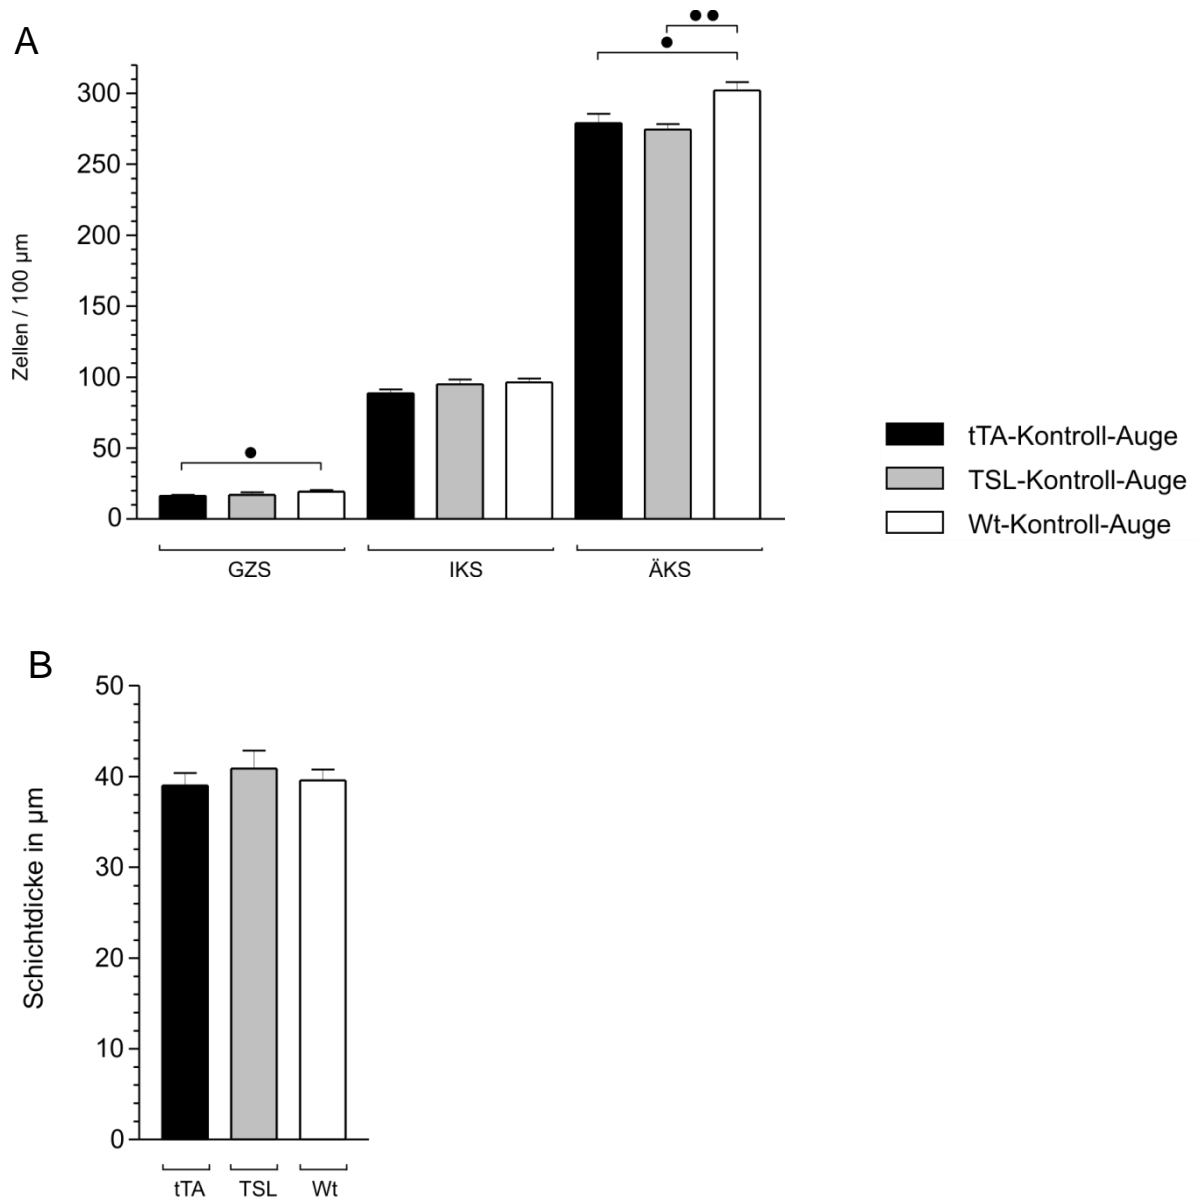 A
Zellen / 100 µm
300
250
200
150
100
50
0
GZS
IKS
ÄKS
tTA-Kontroll-Auge
TSL-Kontroll-Auge
Wt-Kontroll-Auge
B
Schichtdicke in µm
50
40
30
20
10
0
tTA
TSL
Wt